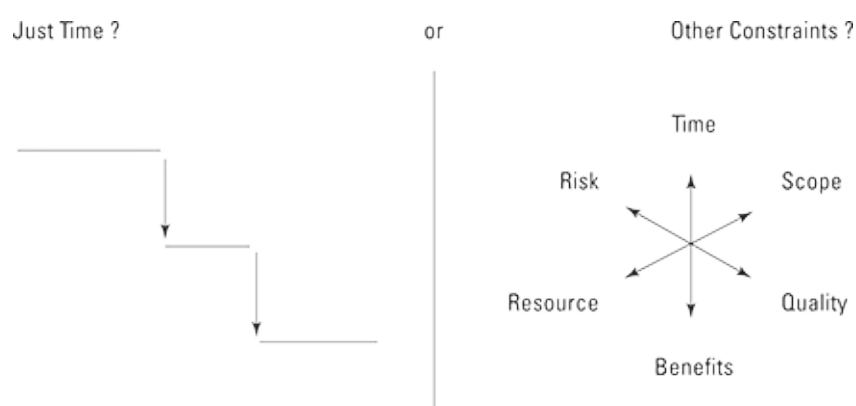 Just Time ?
or
Other Constraints ?
Time
Risk
Scope
Resource
Quality
Benefits